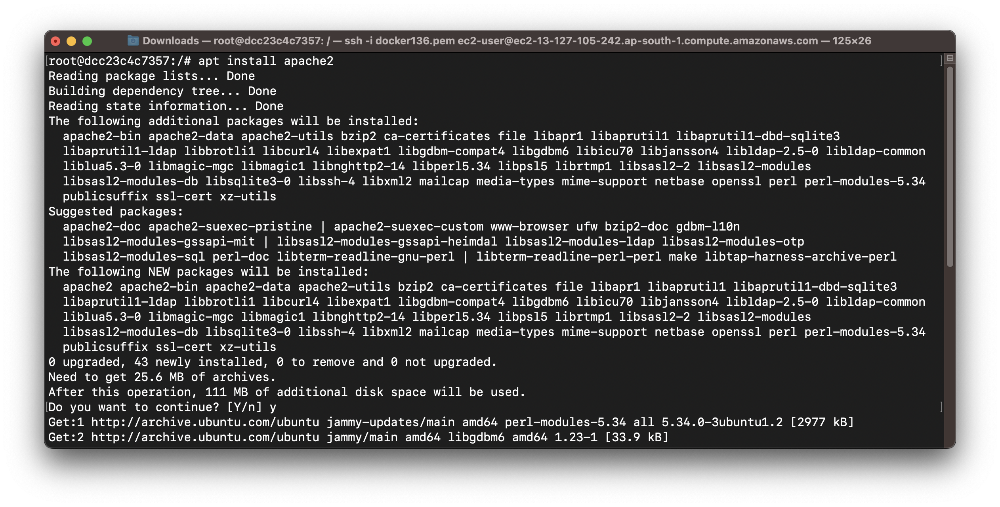 Downloads — root@dcc23c4c7357: / — ssh -i docker136.pem ec2-user@ec2-13-127-105-242.ap-south-1.compute.amazonaws.com — 125×26
[root@dcc23c4c7357:/# apt install apache2 ]
Reading package lists... Done
Building dependency tree... Done
Reading state information... Done
The following additional packages will be installed:
  apache2-bin apache2-data apache2-utils bzip2 ca-certificates file libapr1 libaprutil1 libaprutil1-dbd-sqlite3
  libaprutil1-ldap libbrotli1 libcurl4 libexpat1 libgdbm-compat4 libgdbm6 libicu70 libjansson4 libldap-2.5-0 libldap-common
  liblua5.3-0 libmagic-mgc libmagic1 libnghttp2-14 libperl5.34 libpsl5 librtmp1 libsasl2-2 libsasl2-modules
  libsasl2-modules-db libsqlite3-0 libssh-4 libxml2 mailcap media-types mime-support netbase openssl perl perl-modules-5.34
  publicsuffix ssl-cert xz-utils
Suggested packages:
  apache2-doc apache2-suexec-pristine | apache2-suexec-custom www-browser ufw bzip2-doc gdbm-l10n
  libsasl2-modules-gssapi-mit | libsasl2-modules-gssapi-heimdal libsasl2-modules-ldap libsasl2-modules-otp
  libsasl2-modules-sql perl-doc libterm-readline-gnu-perl | libterm-readline-perl-perl make libtap-harness-archive-perl
The following NEW packages will be installed:
  apache2 apache2-bin apache2-data apache2-utils bzip2 ca-certificates file libapr1 libaprutil1 libaprutil1-dbd-sqlite3
  libaprutil1-ldap libbrotli1 libcurl4 libexpat1 libgdbm-compat4 libgdbm6 libicu70 libjansson4 libldap-2.5-0 libldap-common
  liblua5.3-0 libmagic-mgc libmagic1 libnghttp2-14 libperl5.34 libpsl5 librtmp1 libsasl2-2 libsasl2-modules
  libsasl2-modules-db libsqlite3-0 libssh-4 libxml2 mailcap media-types mime-support netbase openssl perl perl-modules-5.34
  publicsuffix ssl-cert xz-utils
0 upgraded, 43 newly installed, 0 to remove and 0 not upgraded.
Need to get 25.6 MB of archives.
After this operation, 111 MB of additional disk space will be used.
[Do you want to continue? [Y/n] y ]
Get:1 http://archive.ubuntu.com/ubuntu jammy-updates/main amd64 perl-modules-5.34 all 5.34.0-3ubuntu1.2 [2977 kB]
Get:2 http://archive.ubuntu.com/ubuntu jammy/main amd64 libgdbm6 amd64 1.23-1 [33.9 kB]